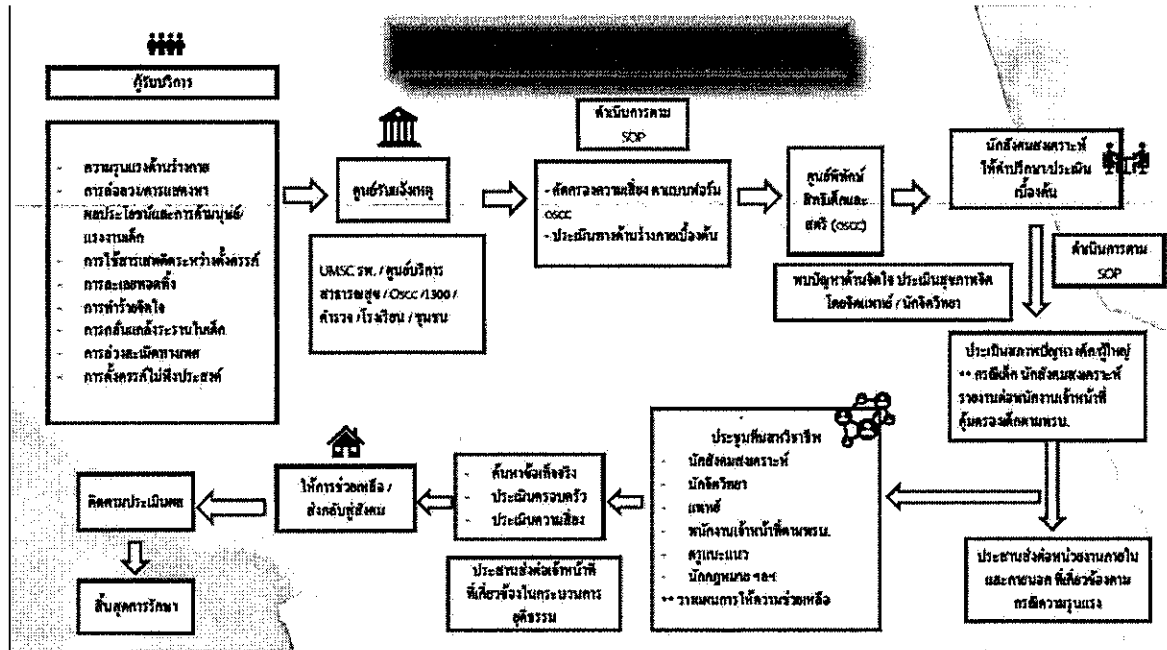 ผู้รับบริการ
- ความรุนแรงด้านร่างกาย
- การล่อลวง/การแสวงหา
ผลประโยชน์และการค้ามนุษย์/
แรงงานเด็ก
- การใช้สารเสพติดระหว่างตั้งครรภ์
- การละเลยทอดทิ้ง
- การทำร้ายจิตใจ
- การกลั่นแกล้งระรานในเด็ก
- การล่วงละเมิดทางเพศ
- การตั้งครรภ์ไม่พึงประสงค์
ศูนย์รับแจ้งเหตุ
UMSC รพ. / ศูนย์บริการ
สาธารณสุข / Oscc /1300 /
ตำรวจ / โรงเรียน / ชุมชน
ดำเนินการตาม
SOP
- คัดกรองความเสี่ยง ตามแบบฟอร์ม
oscc
- ประเมินทางด้านร่างกายเบื้องต้น
ศูนย์พิทักษ์
สิทธิเด็กและ
สตรี (oscc)
นักสังคมสงเคราะห์
ให้คำปรึกษา/ประเมิน
เบื้องต้น
ดำเนินการตาม
SOP
พบปัญหาด้านจิตใจ ประเมินสุขภาพจิต
โดยจิตแพทย์ / นักจิตวิทยา
ประเมินสภาพปัญหา เด็ก/ผู้ใหญ่
** กรณีเด็ก นักสังคมสงเคราะห์
รายงานต่อพนักงานเจ้าหน้าที่
คุ้มครองเด็กตามพรบ.
ประสานส่งต่อหน่วยงานภายใน
และภายนอก ที่เกี่ยวข้องตาม
กรณีความรุนแรง
ประชุมทีมสหวิชาชีพ
- นักสังคมสงเคราะห์
- นักจิตวิทยา
- แพทย์
- พนักงานเจ้าหน้าที่ตามพรบ.
- ครูแนะแนว
- นักกฎหมาย ฯลฯ
** วางแผนการให้ความช่วยเหลือ
- ค้นหาข้อเท็จจริง
- ประเมินครอบครัว
- ประเมินความเสี่ยง
ประสานส่งต่อเจ้าหน้าที่
ที่เกี่ยวข้องในกระบวนการ
ยุติธรรม
ให้การช่วยเหลือ /
ส่งกลับสู่สังคม
ติดตามประเมินผล
สิ้นสุดการรักษา